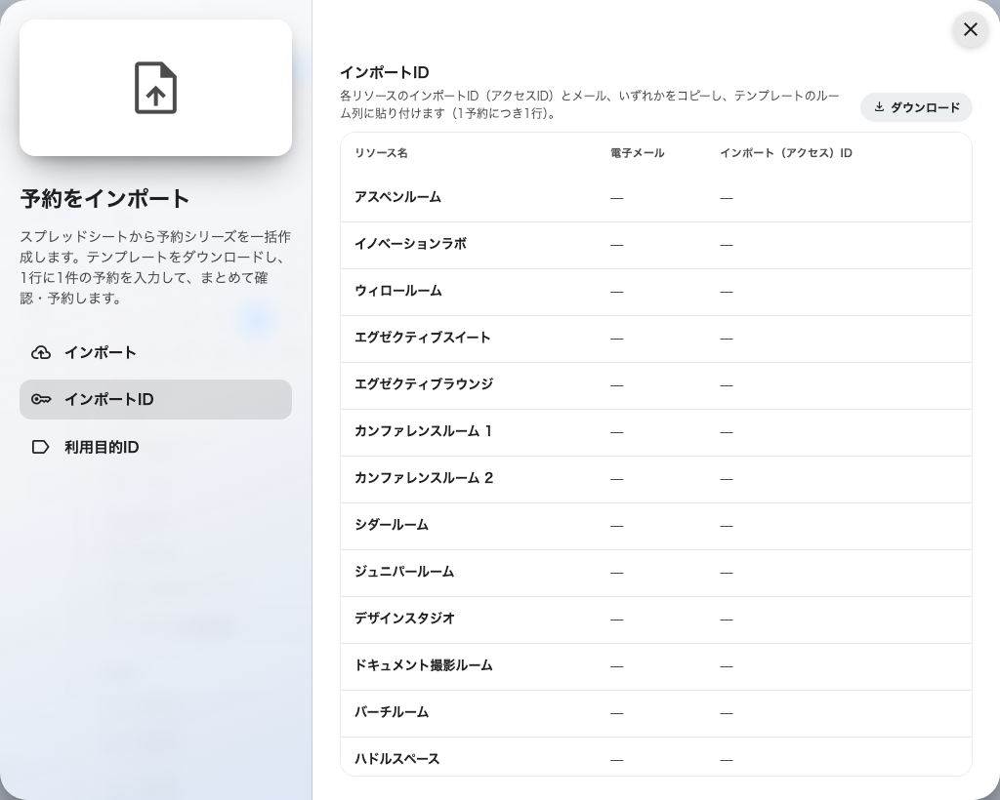 予約をインポート
スプレッドシートから予約シリーズを一括作
成します。テンプレートをダウンロードし、
1行に1件の予約を入力して、まとめて確
認・予約します。
インポート
インポートID
利用目的ID
インポートID
各リソースのインポートID（アクセスID）とメール、いずれかをコピーし、テンプレートのルー
ム列に貼り付けます（1予約につき1行）。
ダウンロード
リソース名 電子メール インポート（アクセス）ID
アスペンルーム — —
イノベーションラボ — —
ウィロールーム — —
エグゼクティブスイート — —
エグゼクティブラウンジ — —
カンファレンスルーム 1 — —
カンファレンスルーム 2 — —
シダールーム — —
ジュニパールーム — —
デザインスタジオ — —
ドキュメント撮影ルーム — —
バーチルーム — —
ハドルスペース — —